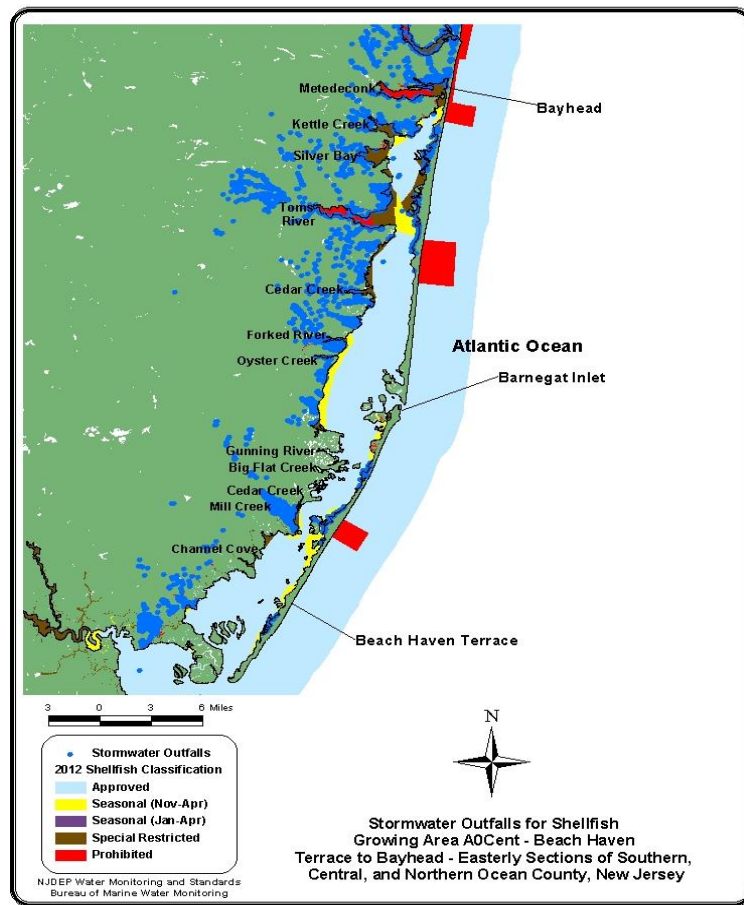 Metedeconk
Bayhead
Kettle Creek
Silver Bay
Toms
River
Cedar Creek
Forked River
Atlantic Ocean
Oyster Creek
Barnegat Inlet
Gunning River
Big Flat Creek
Cedar Creek
Mill Creek
Channel Cove
Beach Haven Terrace
3 0 3 6 Miles
N
Stormwater Outfalls
2012 Shellfish Classification
Approved
Seasonal (Nov-Apr)
Seasonal (Jan-Apr)
Special Restricted
Prohibited
NJDEP Water Monitoring and Standards
Bureau of Marine Water Monitoring
Stormwater Outfalls for Shellfish
Growing Area A0Cent - Beach Haven
Terrace to Bayhead - Easterly Sections of Southern,
Central, and Northern Ocean County, New Jersey